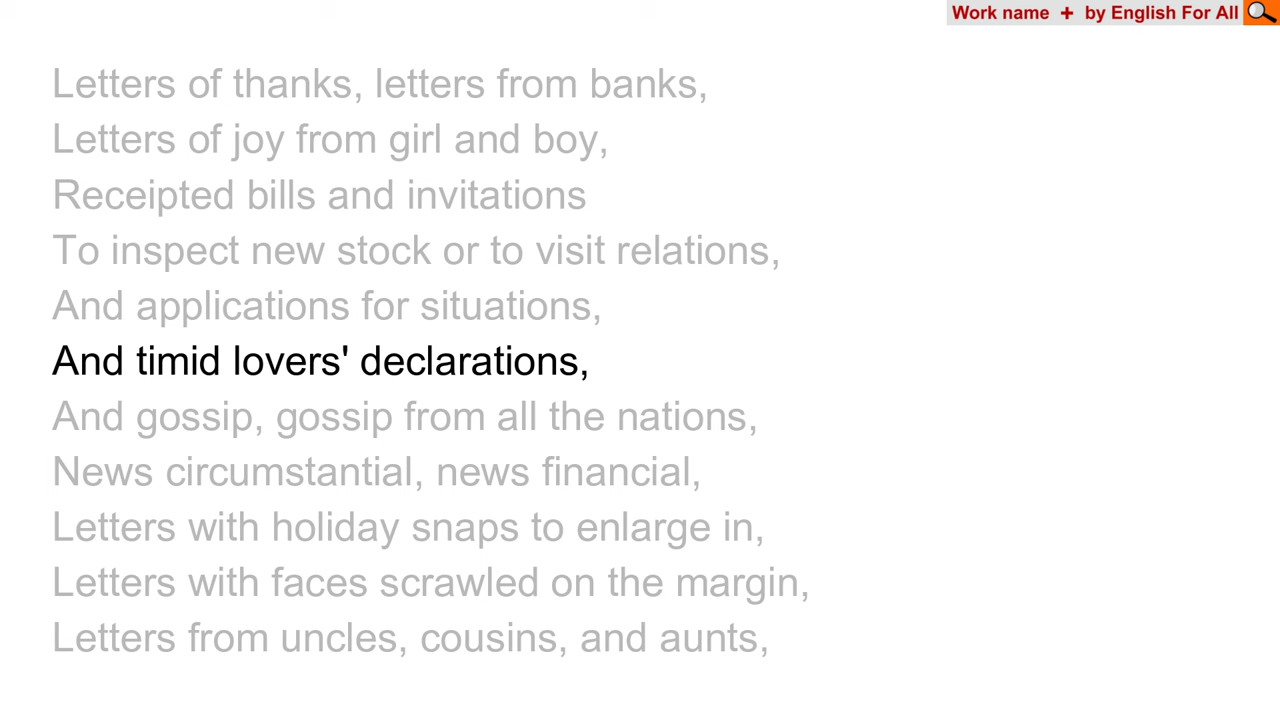 Work name + by English For All
Letters of thanks, letters from banks,
Letters of joy from girl and boy,
Receipted bills and invitations
To inspect new stock or to visit relations,
And applications for situations,
And timid lovers' declarations,
And gossip, gossip from all the nations,
News circumstantial, news financial,
Letters with holiday snaps to enlarge in,
Letters with faces scrawled on the margin,
Letters from uncles, cousins, and aunts,